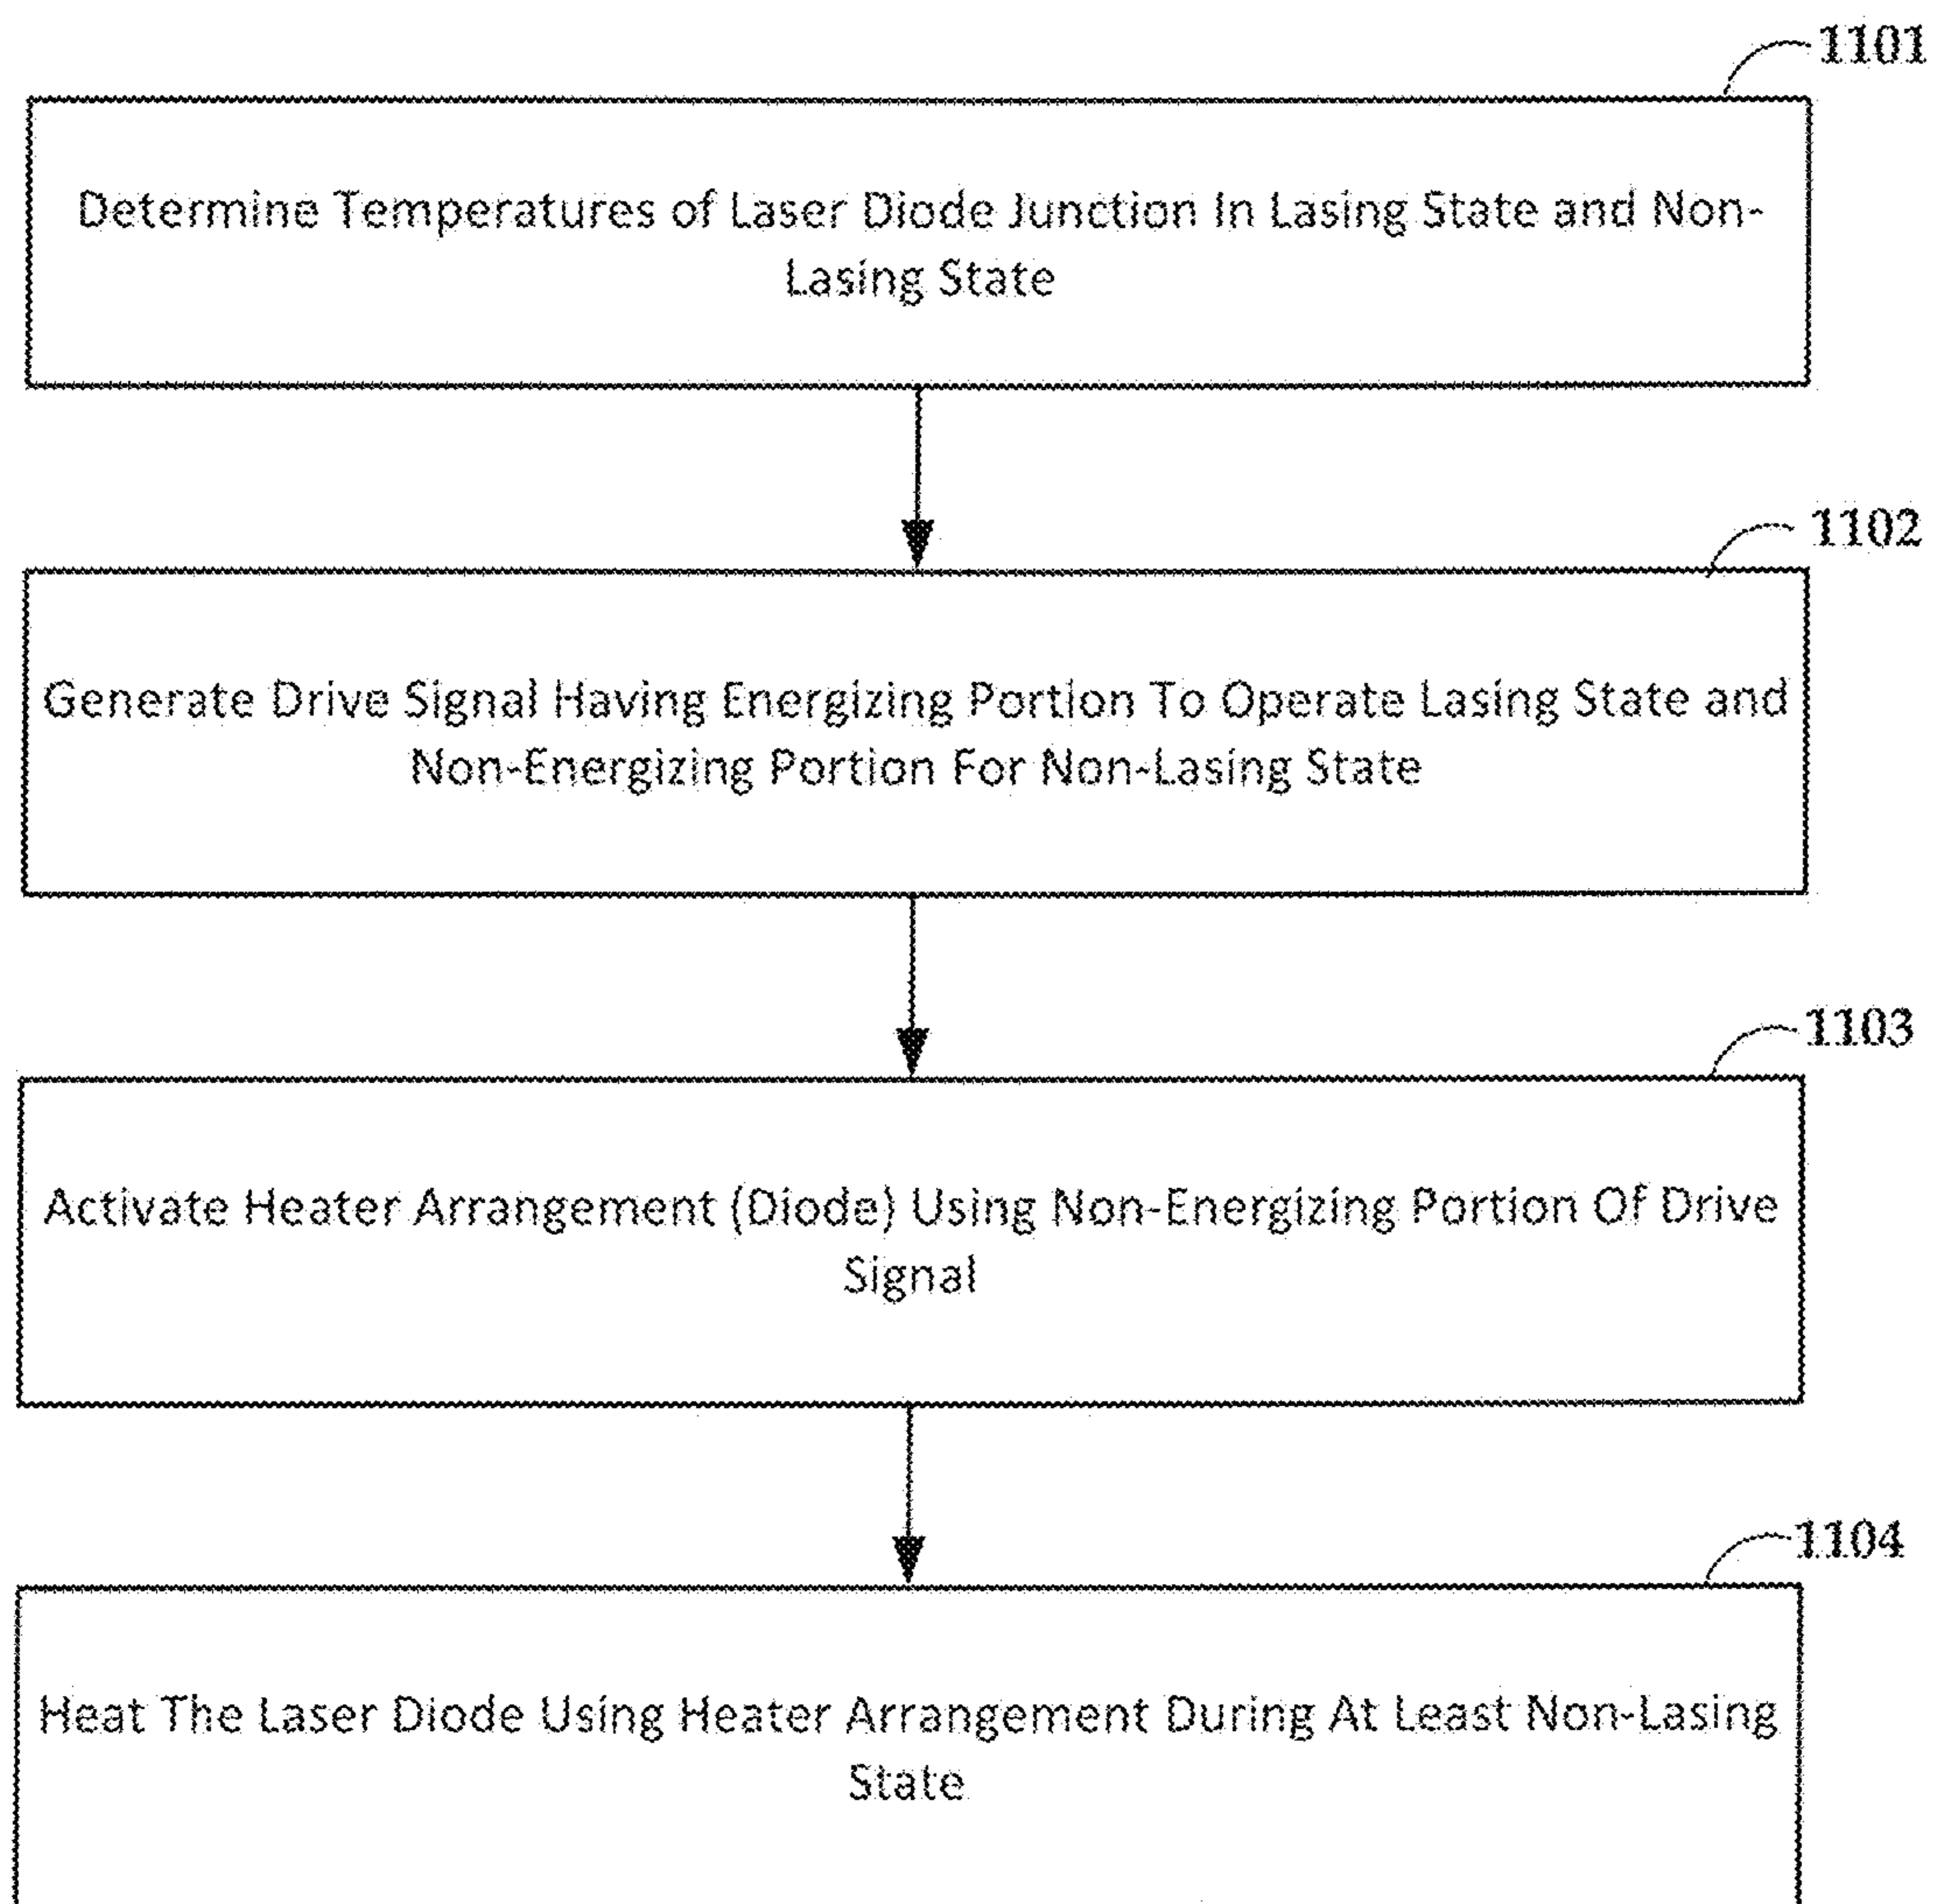 1101
Determine Temperatures of Laser Diode Junction In Lasing State and Non-
Lasing State
1102
Generate Drive Signal Having Energizing Portion To Operate Lasing State and
Non-Energizing Portion For Non-Lasing State
1103
Activate Heater Arrangement (Diode) Using Non-Energizing Portion Of Drive
Signal
1104
Heat The Laser Diode Using Heater Arrangement During At Least Non-Lasing
State